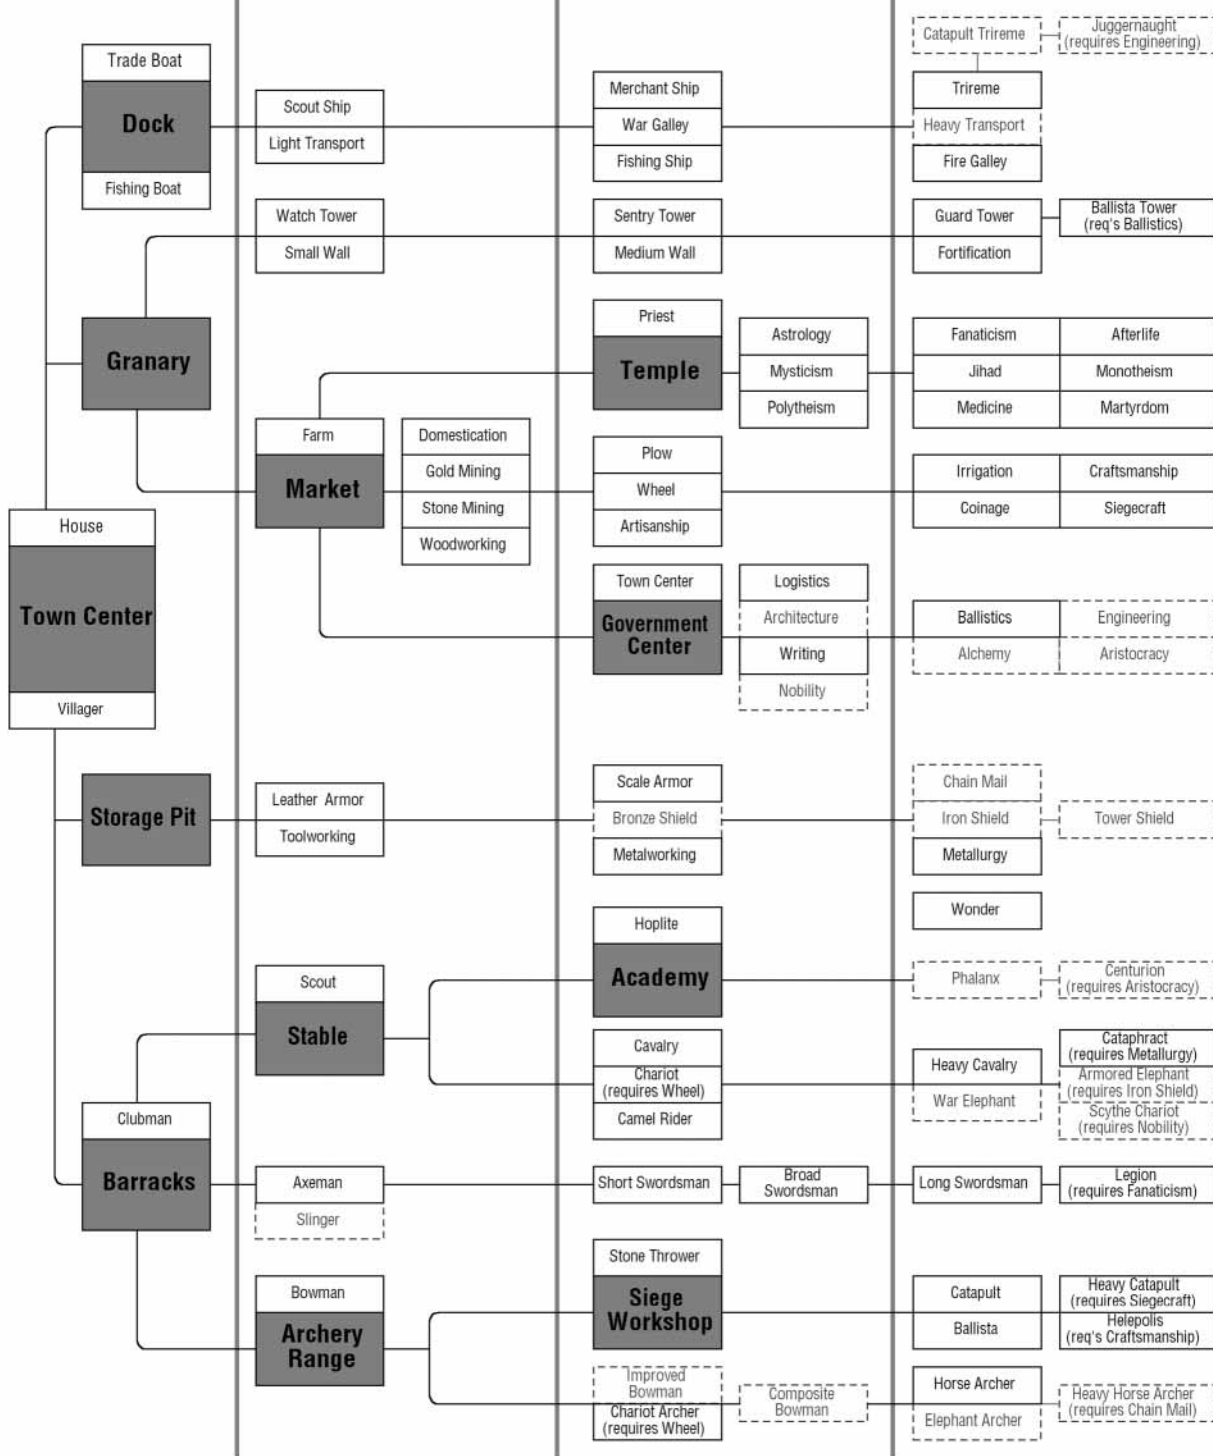 Catapult Trireme
Juggernaught
(requires Engineering)
Trade Boat
Dock
Fishing Boat
Scout Ship
Light Transport
Merchant Ship
War Galley
Fishing Ship
Trireme
Heavy Transport
Fire Galley
Watch Tower
Small Wall
Sentry Tower
Medium Wall
Guard Tower
Fortification
Ballista Tower
(req's Ballistics)
Granary
Priest
Temple
Astrology
Mysticism
Polytheism
Fanaticism
Afterlife
Jihad
Monotheism
Medicine
Martyrdom
Farm
Market
Domestication
Gold Mining
Stone Mining
Woodworking
Plow
Wheel
Artisanship
Irrigation
Craftsmanship
Coinage
Siegecraft
House
Town Center
Villager
Town Center
Government
Center
Logistics
Architecture
Writing
Nobility
Ballistics
Engineering
Alchemy
Aristocracy
Storage Pit
Leather Armor
Toolworking
Scale Armor
Bronze Shield
Metalworking
Chain Mail
Iron Shield
Metallurgy
Tower Shield
Wonder
Scout
Stable
Hoplite
Academy
Phalanx
Centurion
(requires Aristocracy)
Cavalry
Chariot
(requires Wheel)
Camel Rider
Heavy Cavalry
War Elephant
Cataphract
(requires Metallurgy)
Armored Elephant
(requires Iron Shield)
Scythe Chariot
(requires Nobility)
Clubman
Barracks
Axeman
Slinger
Short Swordsman
Broad
Swordsman
Long Swordsman
Legion
(requires Fanaticism)
Bowman
Archery
Range
Stone Thrower
Siege
Workshop
Catapult
Ballista
Heavy Catapult
(requires Siegecraft)
Helepolis
(req's Craftsmanship)
Improved
Bowman
Chariot Archer
(requires Wheel)
Composite
Bowman
Horse Archer
Elephant Archer
Heavy Horse Archer
(requires Chain Mail)